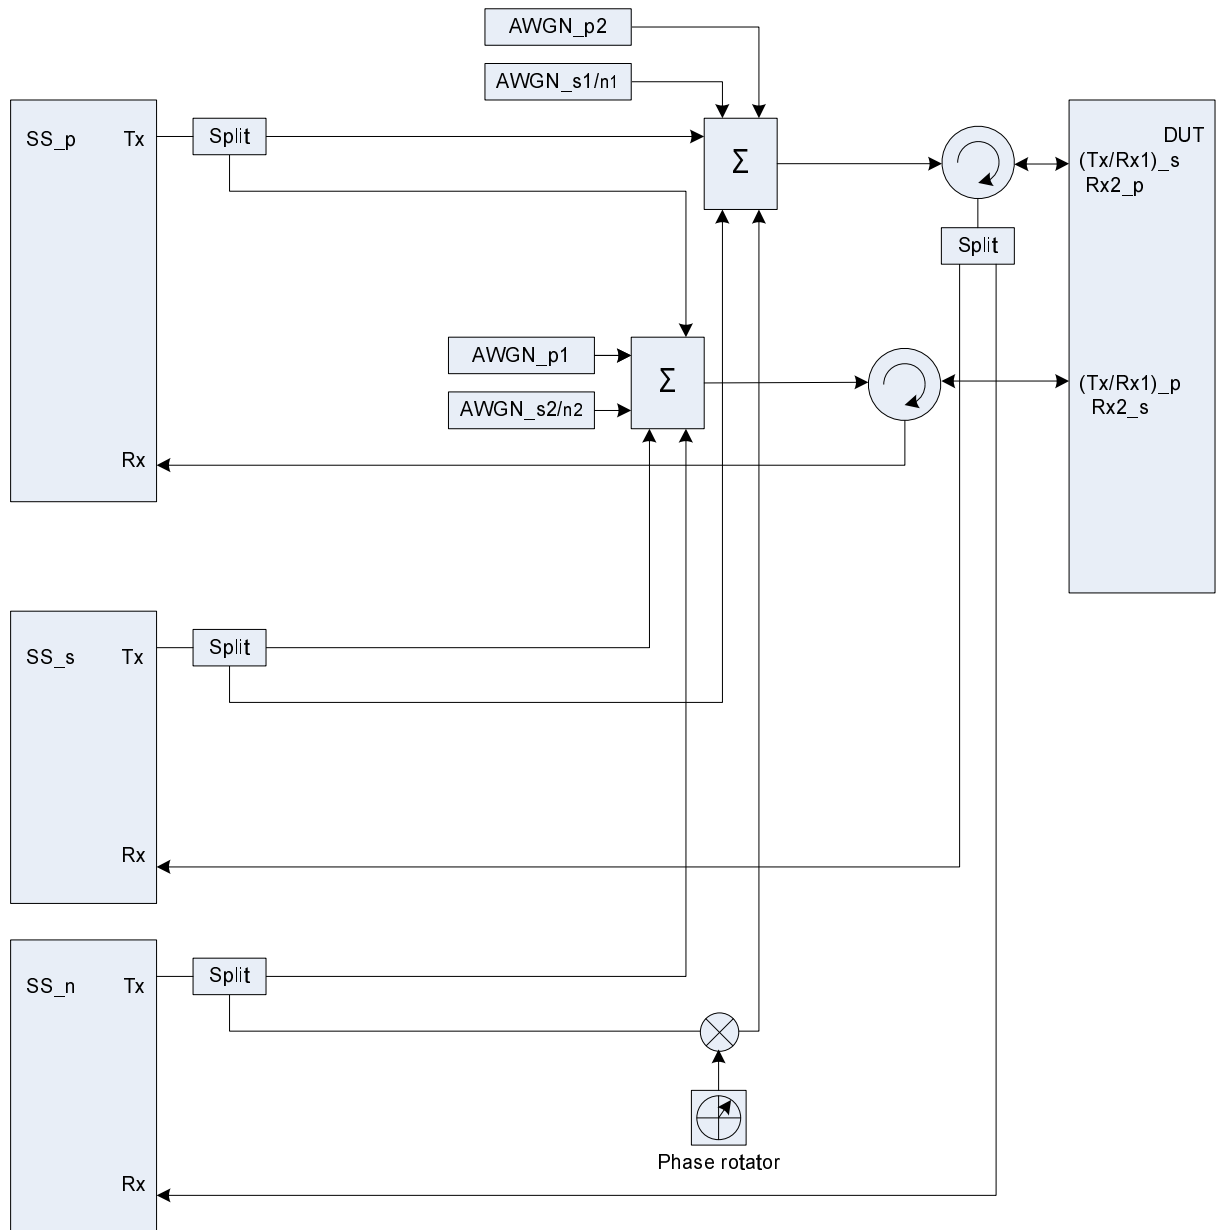 AWGN_p2
AWGN_s1/n1
SS_p
Tx
Split
Σ
DUT
(Tx/Rx1)_s
Rx2_p
Split
AWGN_p1
Σ
AWGN_s2/n2
(Tx/Rx1)_p
Rx2_s
Rx
SS_s
Tx
Split
Rx
SS_n
Tx
Split
Phase rotator
Rx